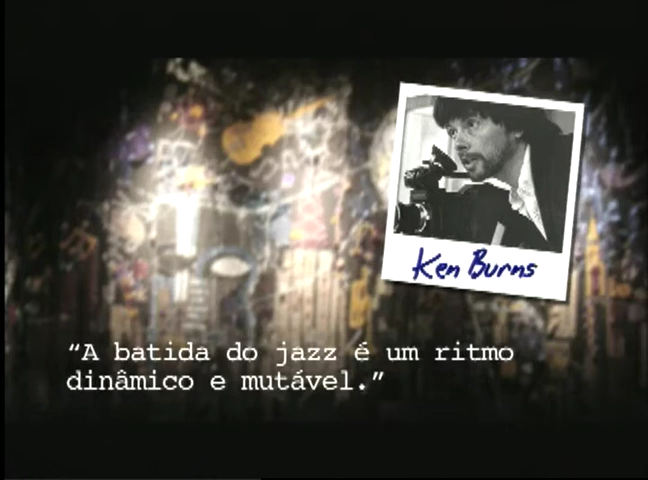 Ken Burns
“A batida do jazz é um ritmo
dinâmico e mutável.”